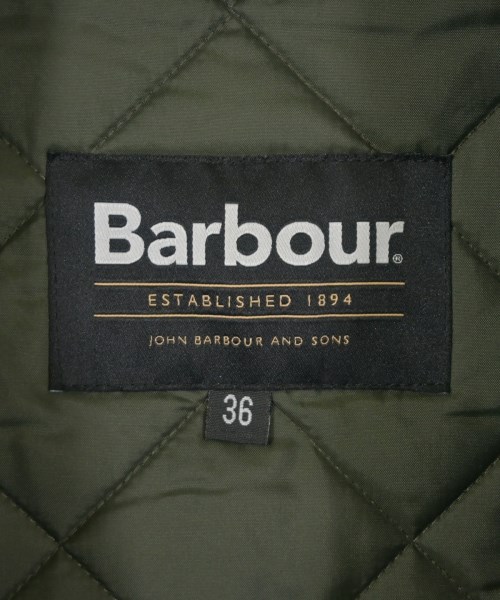 Barbour®
ESTABLISHED 1894
JOHN BARBOUR AND SONS
36